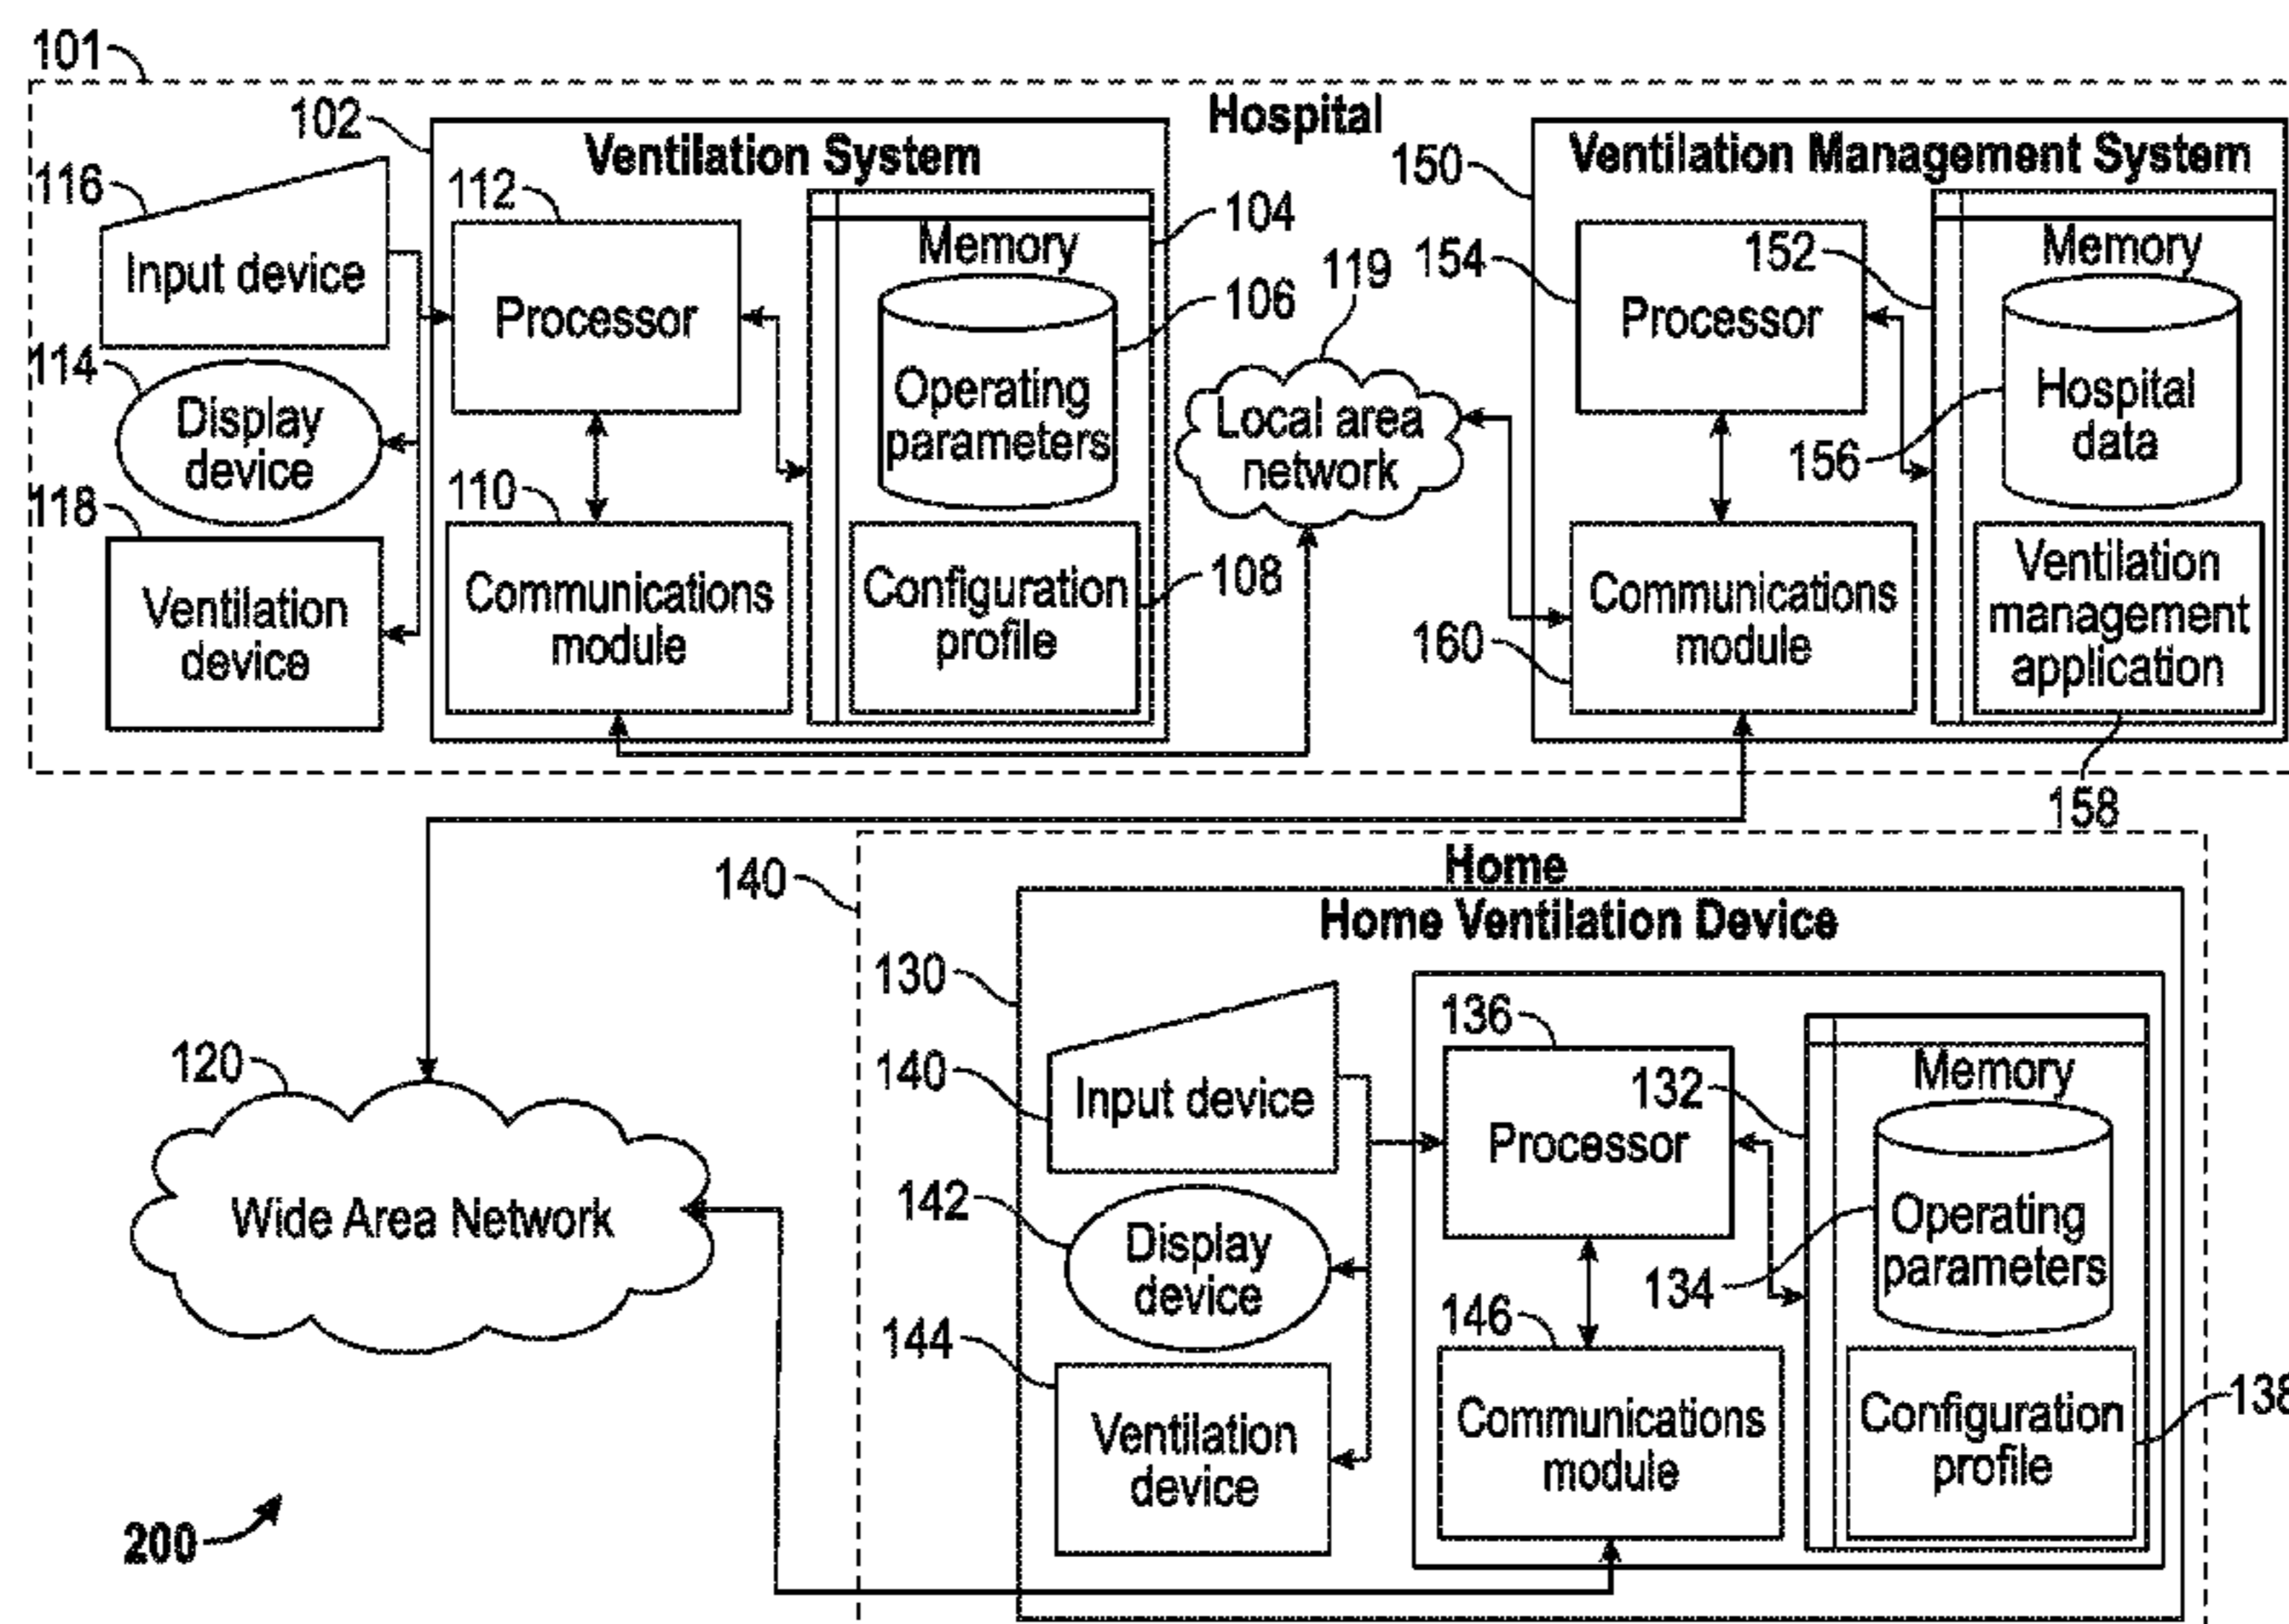 101
Hospital
102
Ventilation System
116
Input device
112
Processor
Memory
104
106
Operating
parameters
114
Display
device
118
Ventilation
device
110
Communications
module
Configuration
profile
108
119
Local area
network
150
Ventilation Management System
154
Processor
152
Memory
Hospital
data
156
160
Communications
module
Ventilation
management
application
158
140
Home
Home Ventilation Device
130
140
Input device
136
Processor
132
Memory
Operating
parameters
134
142
Display
device
144
Ventilation
device
146
Communications
module
Configuration
profile
138
120
Wide Area Network
200